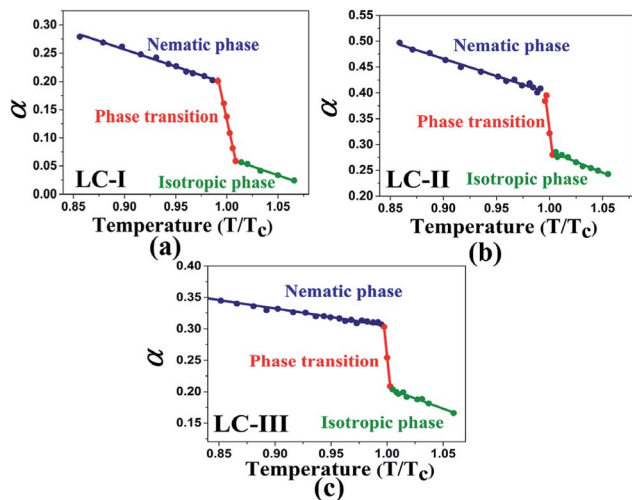 0.30
0.25
0.20
0.15
0.10
0.05
0.00
α
Nematic phase
Phase transition
Isotropic phase
LC-I
0.85 0.90 0.95 1.00 1.05
Temperature (T/Tc)
(a)
0.55
0.50
0.45
0.40
0.35
0.30
0.25
0.20
α
Nematic phase
Phase transition
Isotropic phase
LC-II
0.85 0.90 0.95 1.00 1.05
Temperature (T/Tc)
(b)
0.40
0.35
0.30
0.25
0.20
0.15
α
Nematic phase
Phase transition
Isotropic phase
LC-III
0.85 0.90 0.95 1.00 1.05
Temperature (T/Tc)
(c)